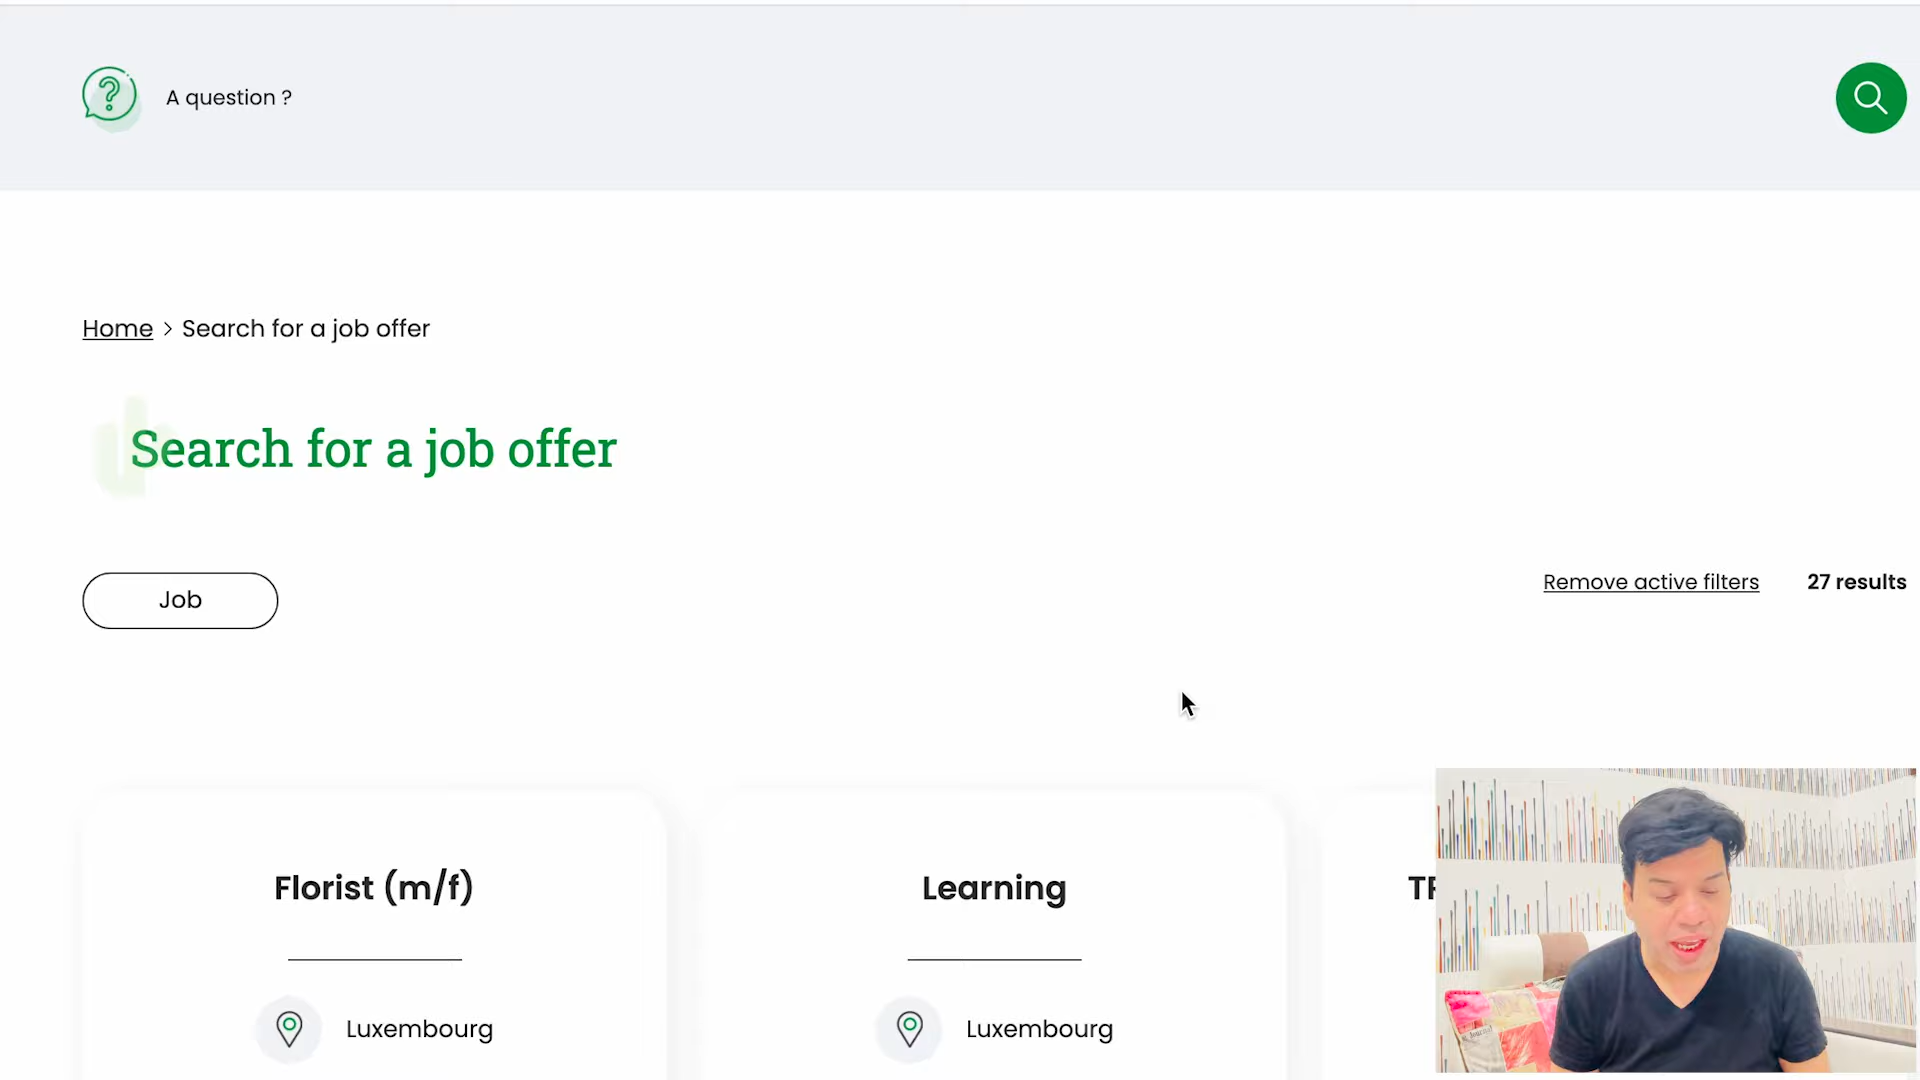 A question ?
Home > Search for a job offer
Search for a job offer
Job
Remove active filters
27 results
Florist (m/f)
Learning
Luxembourg
Luxembourg